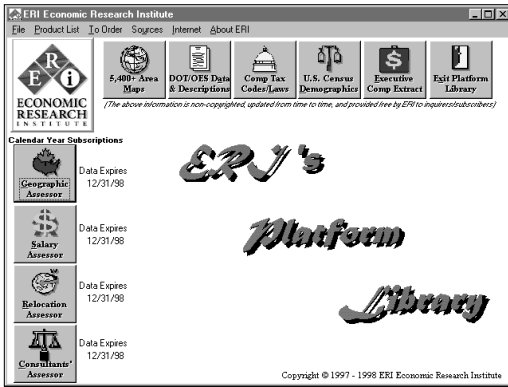 ERI Economic Research Institute
File Product List To Order Sources Internet About ERI
ERI
ECONOMIC
RESEARCH
INSTITUTE
5,400+ Area
Maps
DOT/OES Data
& Descriptions
Comp Tax
Codes/Laws
U.S. Census
Demographics
Executive
Comp Extract
Exit Platform
Library
(The above information is non-copyrighted, updated from time to time, and provided free by ERI to inquirers/subscribers)
Calendar Year Subscriptions
Geographic
Assessor
Data Expires
12/31/98
Salary
Assessor
Data Expires
12/31/98
Relocation
Assessor
Data Expires
12/31/98
Consultants'
Assessor
Data Expires
12/31/98
ERI's
Platform
Library
Copyright © 1997 - 1998 ERI Economic Research Institute